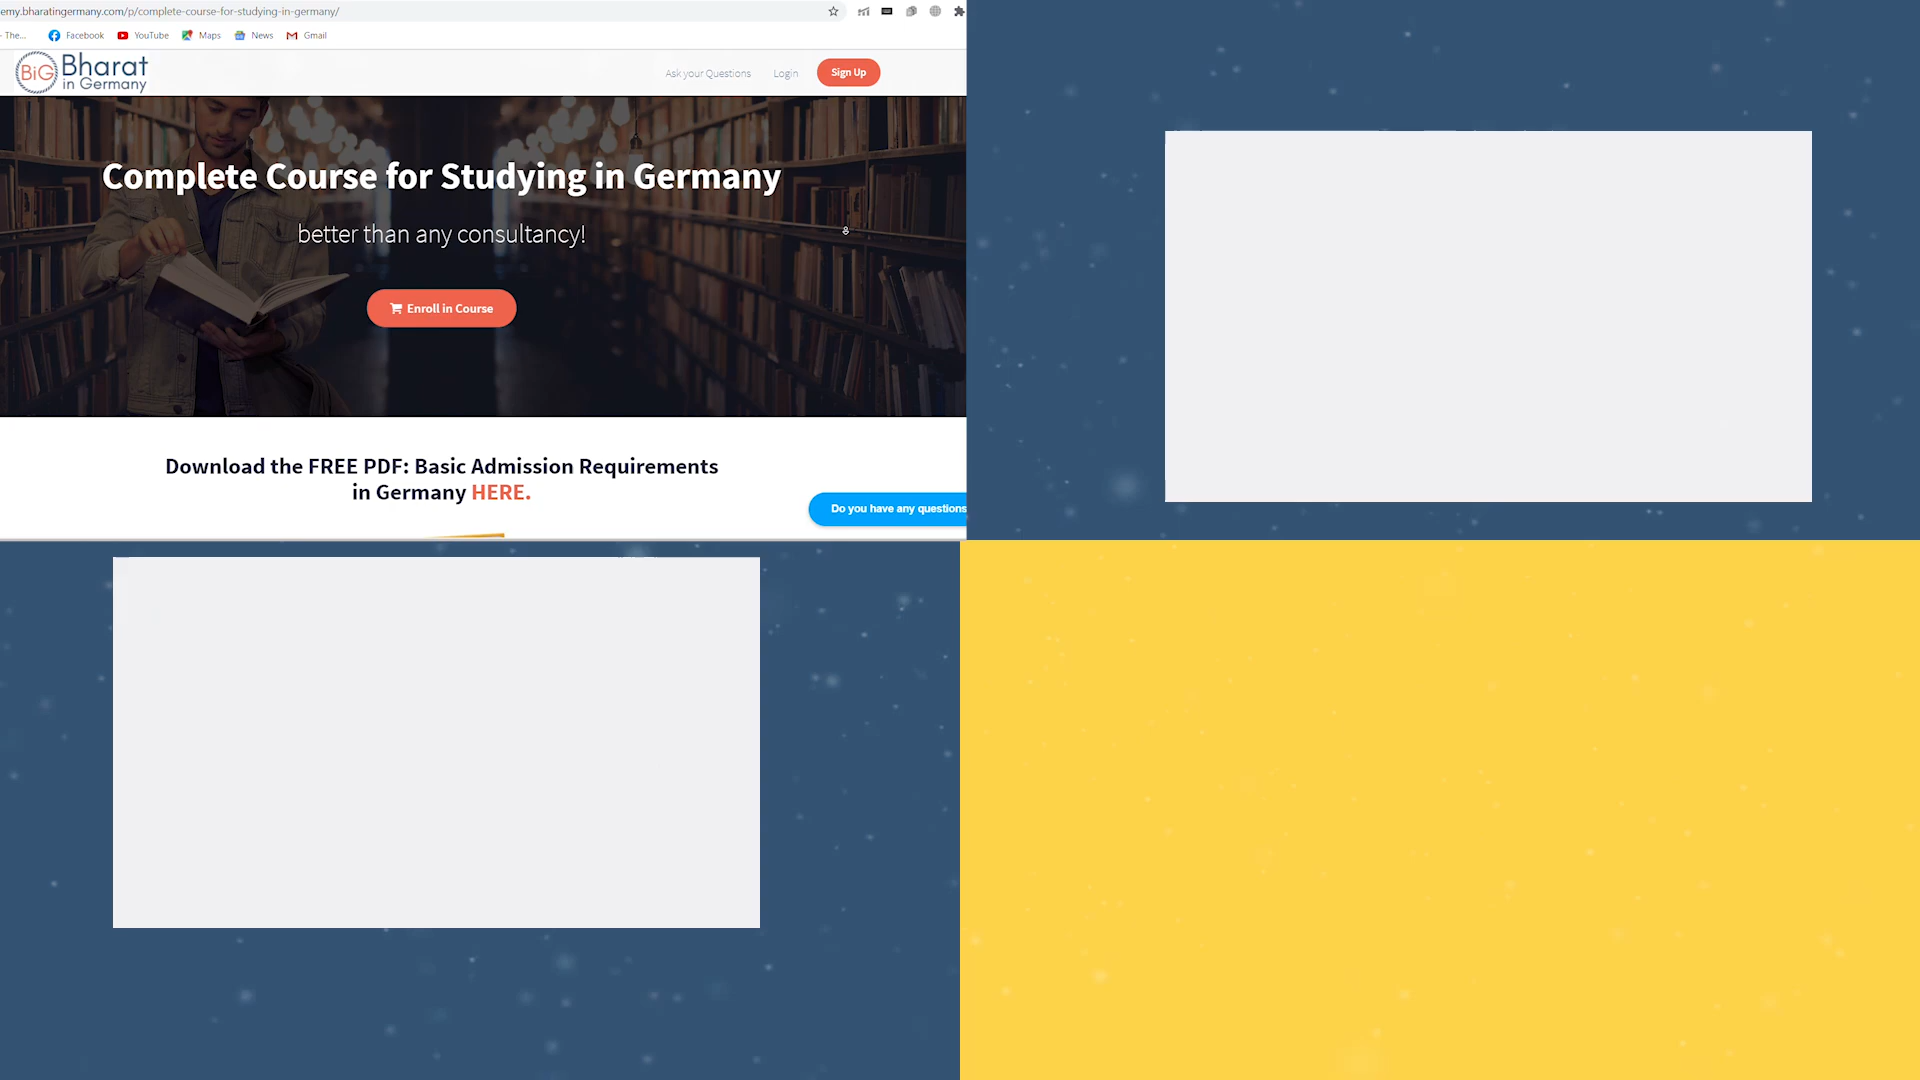 emy.bharatingermany.com/p/complete-course-for-studying-in-germany/
The... Facebook YouTube Maps News Gmail
BiG Bharat in Germany
Ask your Questions Login Sign Up
Complete Course for Studying in Germany
better than any consultancy!
Enroll in Course
Download the FREE PDF: Basic Admission Requirements
in Germany HERE.
Do you have any questions